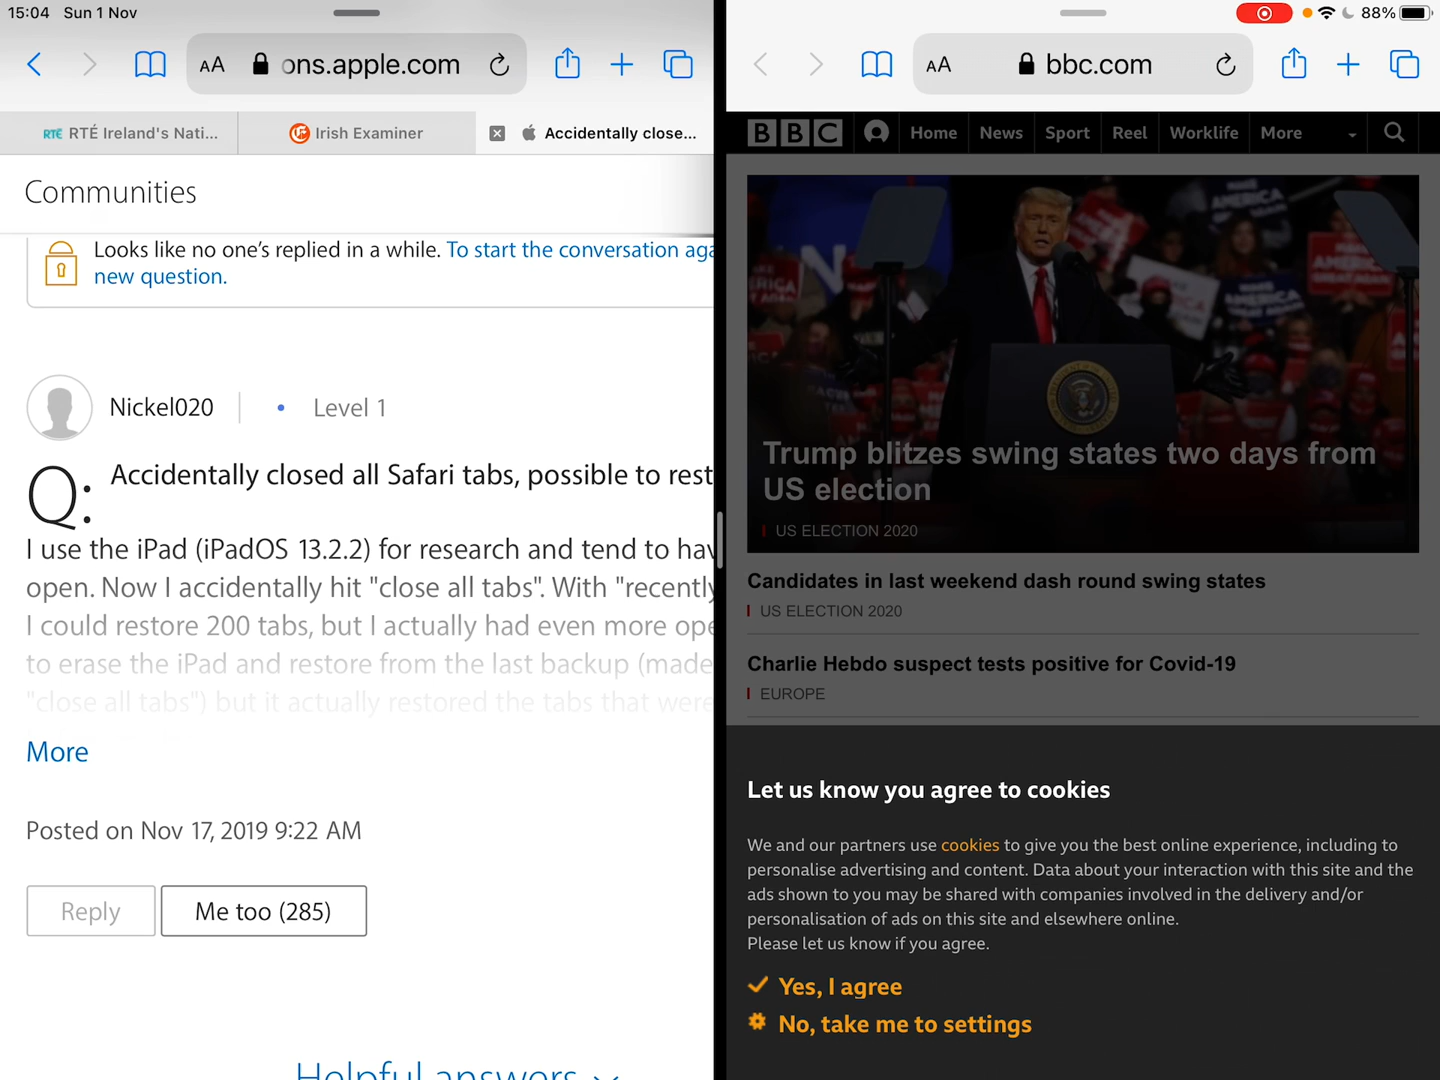 15:04 Sun 1 Nov
88%
AA ons.apple.com
AA bbc.com
RTÉ RTÉ Ireland's Nati...
Irish Examiner
Accidentally close...
Communities
Looks like no one's replied in a while. To start the conversation aga
new question.
Nickel020
Level 1
Q: Accidentally closed all Safari tabs, possible to rest
I use the iPad (iPadOS 13.2.2) for research and tend to hav
open. Now I accidentally hit "close all tabs". With "recently
I could restore 200 tabs, but I actually had even more ope
to erase the iPad and restore from the last backup (made
"close all tabs") but it actually restored the tabs that were
More
Posted on Nov 17, 2019 9:22 AM
Reply
Me too (285)
Helpful answers
BBC Home News Sport Reel Worklife More
Trump blitzes swing states two days from
US election
US ELECTION 2020
Candidates in last weekend dash round swing states
US ELECTION 2020
Charlie Hebdo suspect tests positive for Covid-19
EUROPE
Let us know you agree to cookies
We and our partners use cookies to give you the best online experience, including to
personalise advertising and content. Data about your interaction with this site and the
ads shown to you may be shared with companies involved in the delivery and/or
personalisation of ads on this site and elsewhere online.
Please let us know if you agree.
Yes, I agree
No, take me to settings